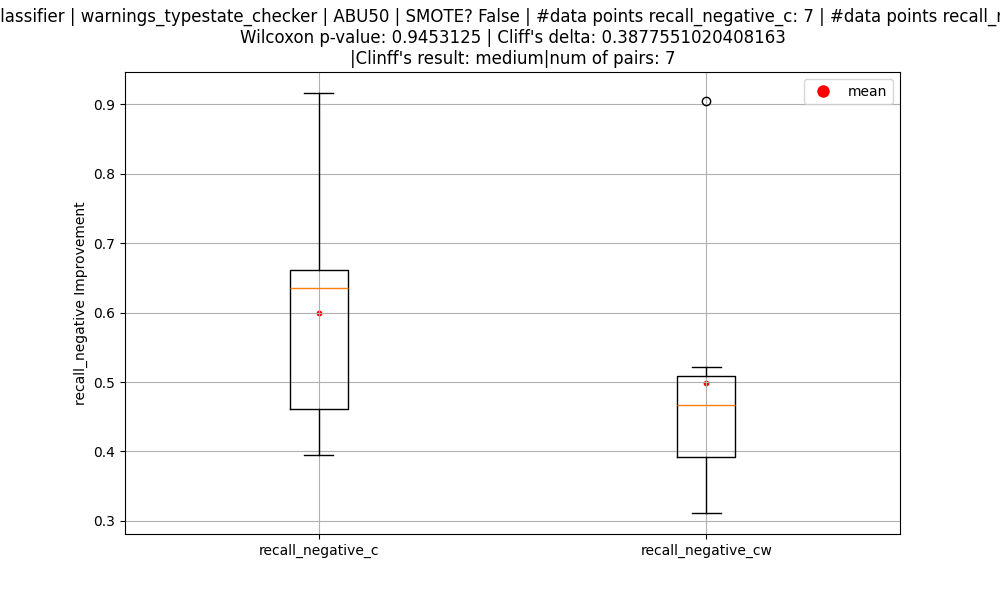 lassifier | warnings_typestate_checker | ABU50 | SMOTE? False | #data points recall_negative_c: 7 | #data points
Wilcoxon p-value: 0.9453125 | Cliff's delta: 0.3877551020408163
|Clinff's result: medium|num of pairs: 7
mean
0.9
0.8
0.7
0.6
0.5
0.4
0.3
recall_negative Improvement
recall_negative_c
recall_negative_cw